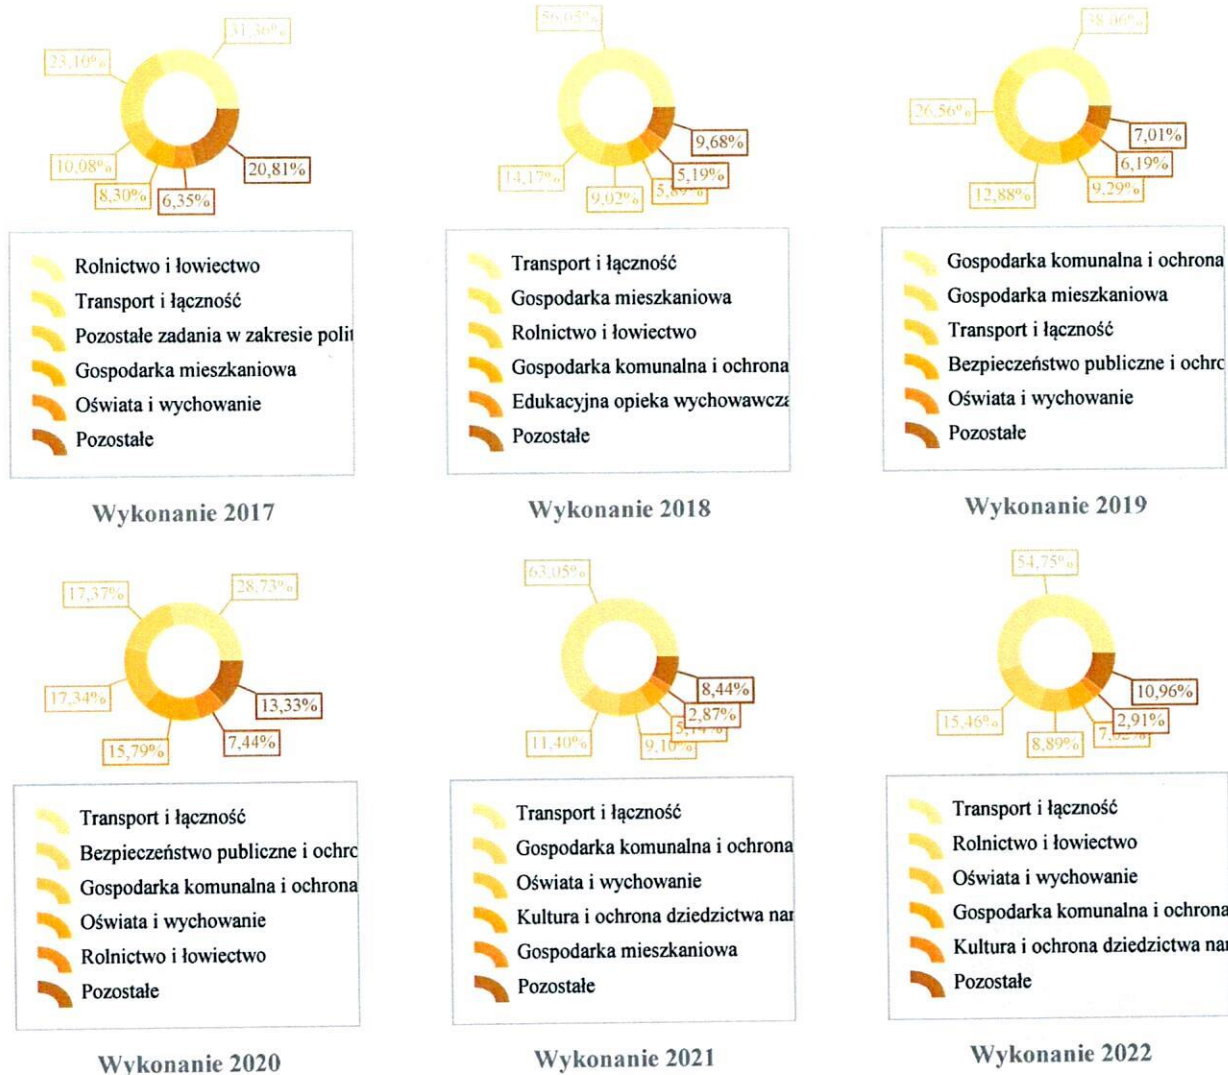 31,36%
23,10%
10,08%
8,30%
6,35%
20,81%
Rolnictwo i łowiectwo
Transport i łączność
Pozostałe zadania w zakresie polit
Gospodarka mieszkaniowa
Oświata i wychowanie
Pozostałe
Wykonanie 2017
56,05%
14,17%
9,02%
5,19%
9,68%
Transport i łączność
Gospodarka mieszkaniowa
Rolnictwo i łowiectwo
Gospodarka komunalna i ochrona
Edukacyjna opieka wychowawcza
Pozostałe
Wykonanie 2018
38,06%
26,56%
12,88%
9,29%
6,19%
7,01%
Gospodarka komunalna i ochrona
Gospodarka mieszkaniowa
Transport i łączność
Bezpieczeństwo publiczne i ochro
Oświata i wychowanie
Pozostałe
Wykonanie 2019
28,73%
17,37%
17,34%
15,79%
7,44%
13,33%
Transport i łączność
Bezpieczeństwo publiczne i ochro
Gospodarka komunalna i ochrona
Oświata i wychowanie
Rolnictwo i łowiectwo
Pozostałe
Wykonanie 2020
63,05%
11,40%
9,10%
2,87%
8,44%
Transport i łączność
Gospodarka komunalna i ochrona
Oświata i wychowanie
Kultura i ochrona dziedzictwa nar
Gospodarka mieszkaniowa
Pozostałe
Wykonanie 2021
54,75%
15,46%
8,89%
2,91%
10,96%
Transport i łączność
Rolnictwo i łowiectwo
Oświata i wychowanie
Gospodarka komunalna i ochrona
Kultura i ochrona dziedzictwa nar
Pozostałe
Wykonanie 2022